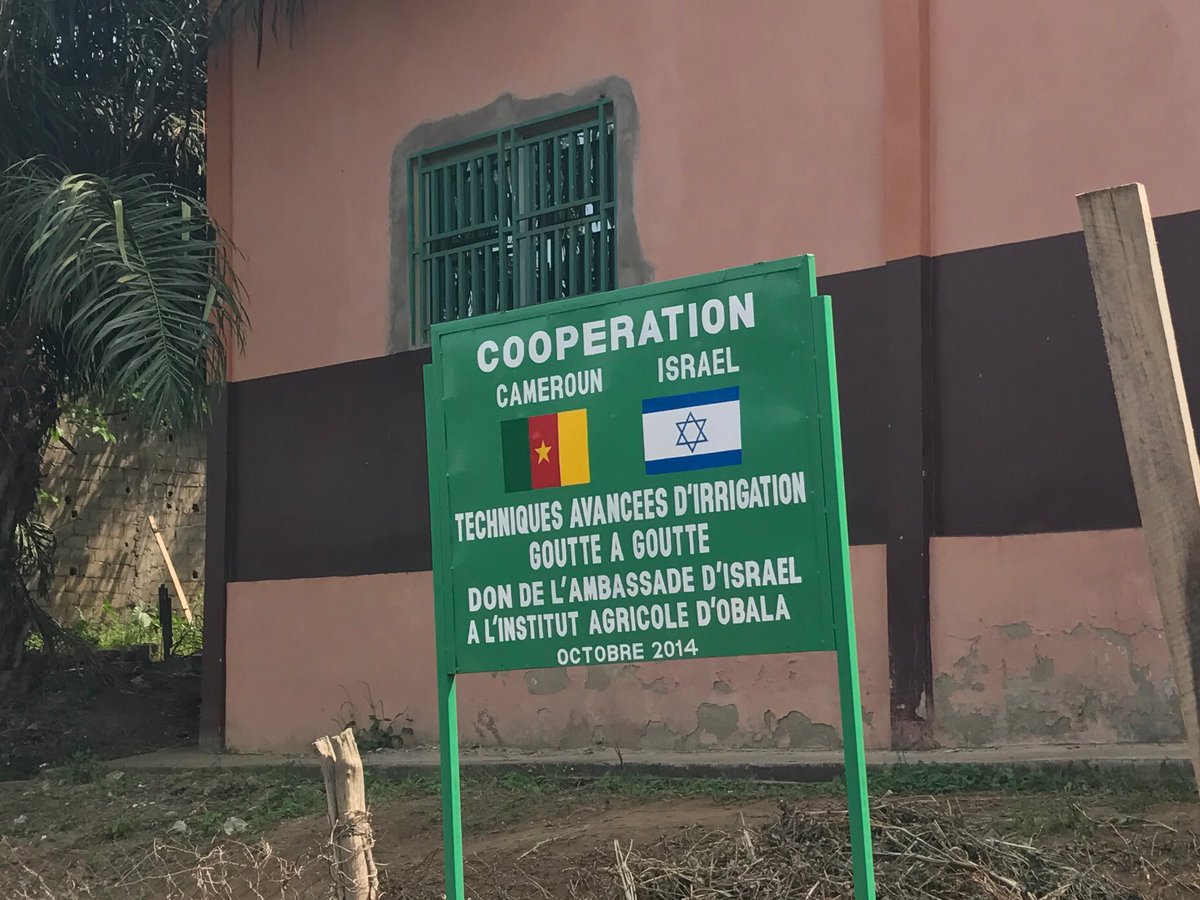 COOPERATION
CAMEROUN ISRAEL
TECHNIQUES AVANCEES D'IRRIGATION
GOUTTE A GOUTTE
DON DE L'AMBASSADE D'ISRAEL
A L'INSTITUT AGRICOLE D'OBALA
OCTOBRE 2014